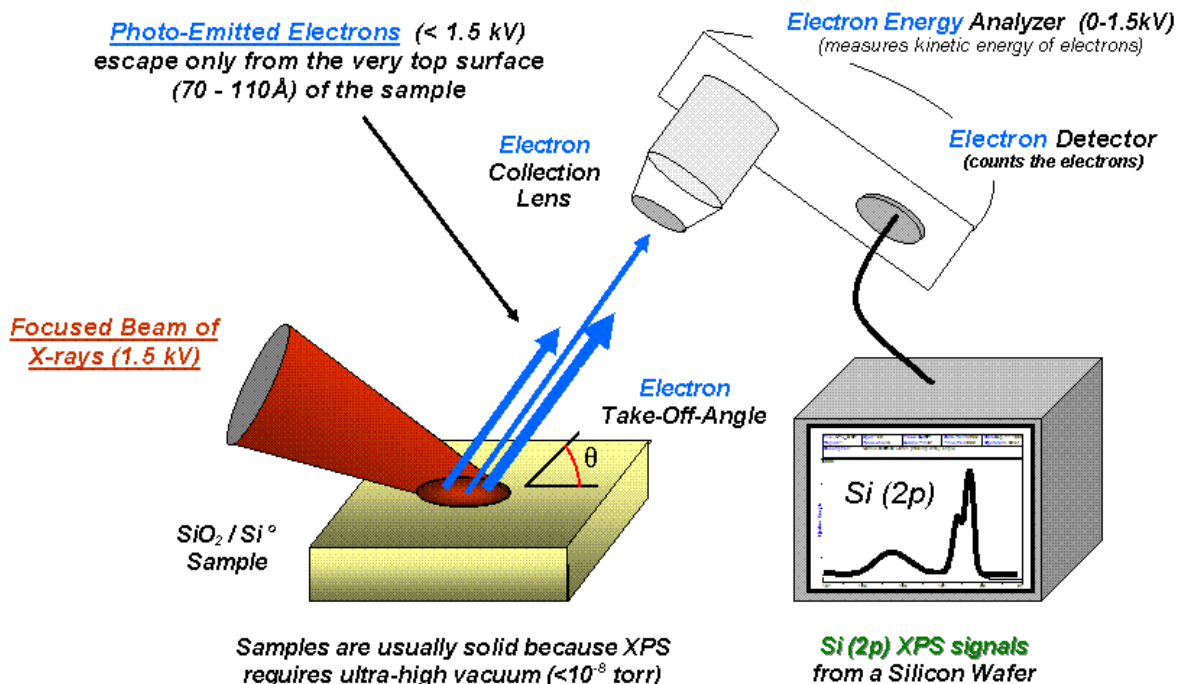 Photo-Emitted Electrons (< 1.5 kV)
escape only from the very top surface
(70 - 110Å) of the sample
Electron Energy Analyzer (0-1.5kV)
(measures kinetic energy of electrons)
Electron Detector
(counts the electrons)
Electron
Collection
Lens
Focused Beam of
X-rays (1.5 kV)
Electron
Take-Off-Angle
θ
SiO₂ / Si°
Sample
Si (2p)
Samples are usually solid because XPS
requires ultra-high vacuum (<10⁻⁸ torr)
Si (2p) XPS signals
from a Silicon Wafer